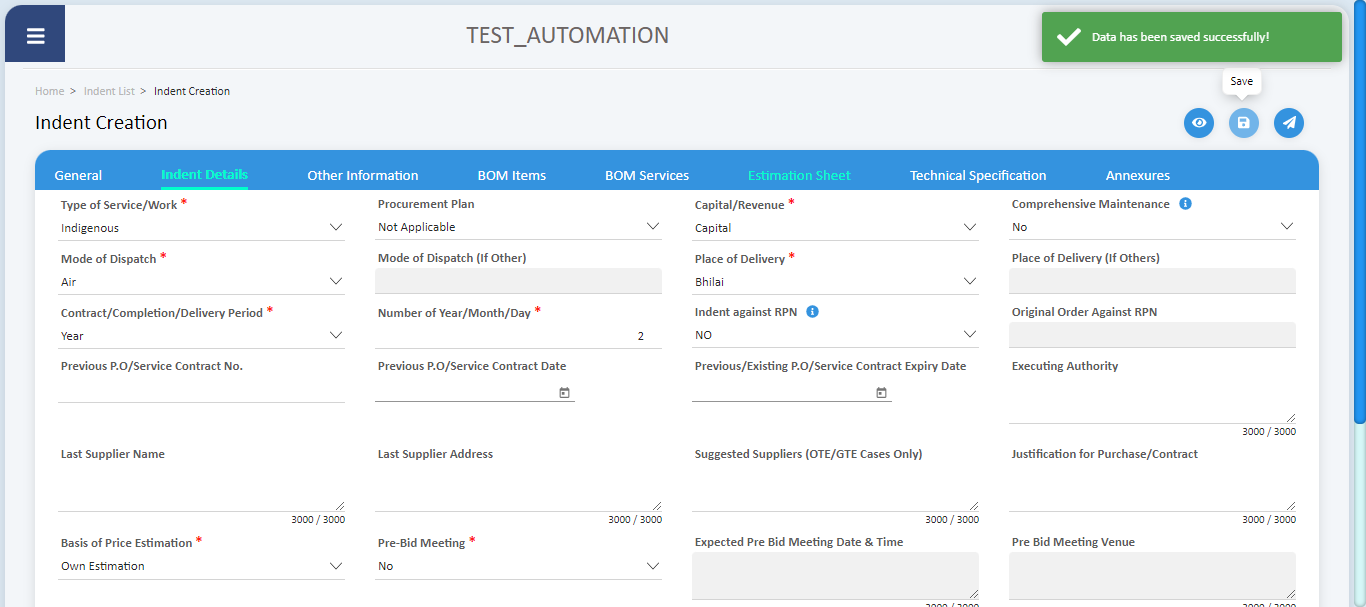 TEST_AUTOMATION
Data has been saved successfully!
Home > Indent List > Indent Creation
Save
Indent Creation
General Indent Details Other Information BOM Items BOM Services Estimation Sheet Technical Specification Annexures
Type of Service/Work * Procurement Plan Capital/Revenue * Comprehensive Maintenance i
Indigenous Not Applicable Capital No
Mode of Dispatch * Mode of Dispatch (If Other) Place of Delivery * Place of Delivery (If Others)
Air Bhilai
Contract/Completion/Delivery Period * Number of Year/Month/Day * Indent against RPN i Original Order Against RPN
Year 2 NO
Previous P.O/Service Contract No. Previous P.O/Service Contract Date Previous/Existing P.O/Service Contract Expiry Date Executing Authority
3000 / 3000
Last Supplier Name Last Supplier Address Suggested Suppliers (OTE/GTE Cases Only) Justification for Purchase/Contract
3000 / 3000 3000 / 3000 3000 / 3000 3000 / 3000
Basis of Price Estimation * Pre-Bid Meeting * Expected Pre Bid Meeting Date & Time Pre Bid Meeting Venue
Own Estimation No
3000 / 3000 3000 / 3000